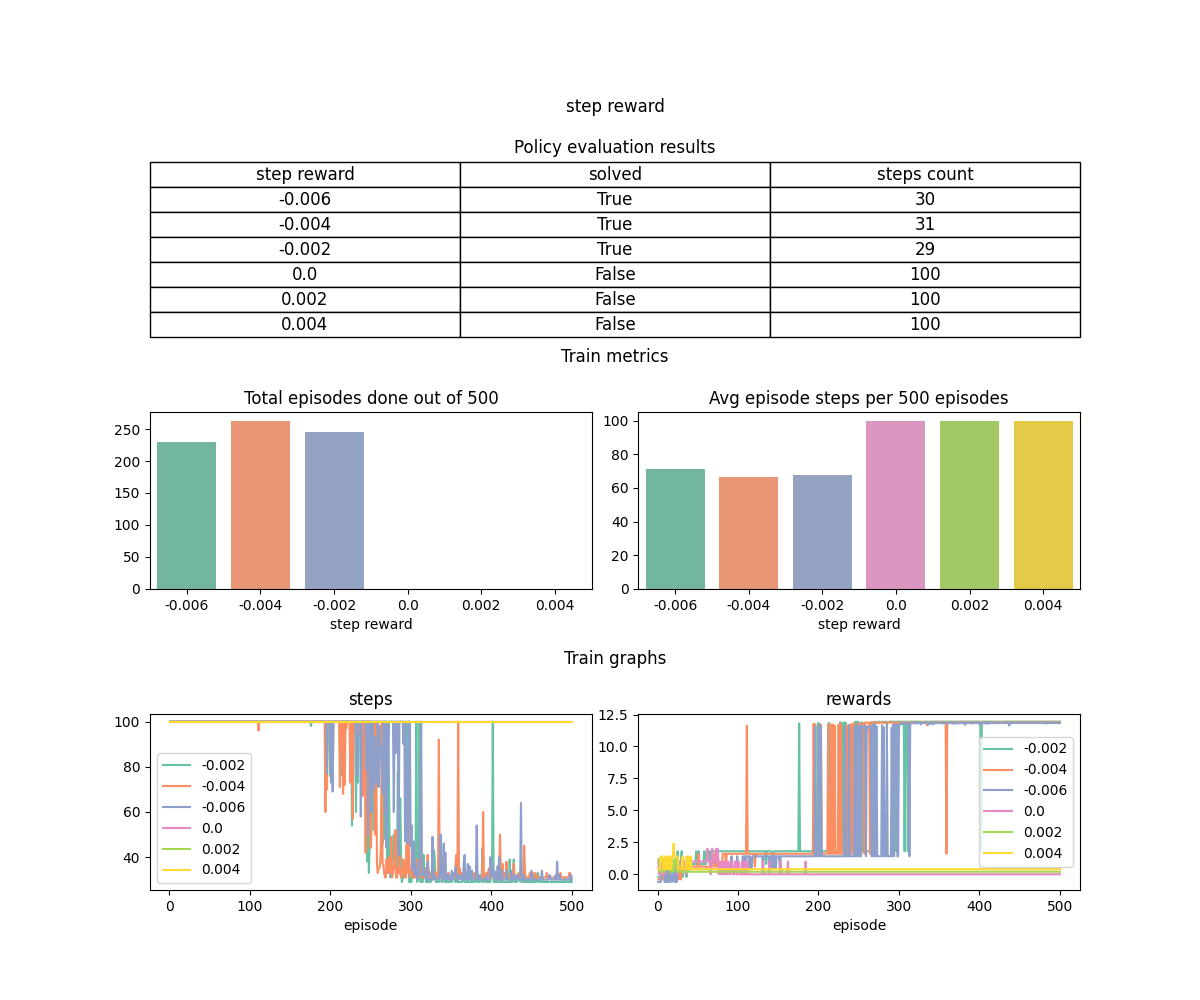 step reward
Policy evaluation results
step reward solved steps count
-0.006 True 30
-0.004 True 31
-0.002 True 29
0.0 False 100
0.002 False 100
0.004 False 100
Train metrics
Total episodes done out of 500
250
200
150
100
50
0
-0.006 -0.004 -0.002 0.0 0.002 0.004
step reward
Avg episode steps per 500 episodes
100
80
60
40
20
0
-0.006 -0.004 -0.002 0.0 0.002 0.004
step reward
Train graphs
steps
100
80
60
40
-0.002
-0.004
-0.006
0.0
0.002
0.004
0 100 200 300 400 500
episode
rewards
12.5
10.0
7.5
5.0
2.5
0.0
-0.002
-0.004
-0.006
0.0
0.002
0.004
0 100 200 300 400 500
episode